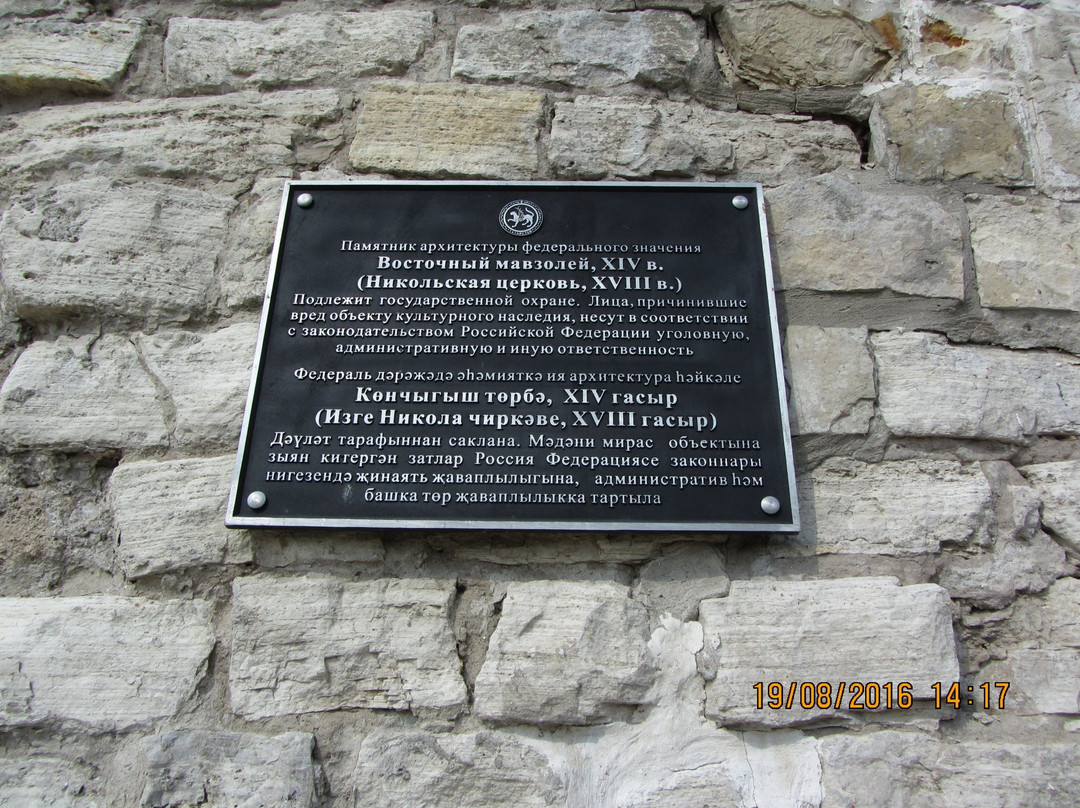 Памятник архитектуры федерального значения
Восточный мавзолей, XIV в.
(Никольская церковь, XVIII в.)
Подлежит государственной охране. Лица, причинившие
вред объекту культурного наследия, несут в соответствии
с законодательством Российской Федерации уголовную,
административную и иную ответственность
Федераль дәрәҗәдә әһәмияткә ия архитектура һәйкәле
Көнчыгыш төрбә, XIV гасыр
(Изге Никола чиркәве, XVIII гасыр)
Дәүләт тарафыннан саклана. Мәдәни мирас объектына
зыян китергән затлар Россия Федерациясе законнары
нигезендә җинаять җаваплылыгына, административ һәм
башка төр җаваплылыкка тартыла
19/08/2016 14:17